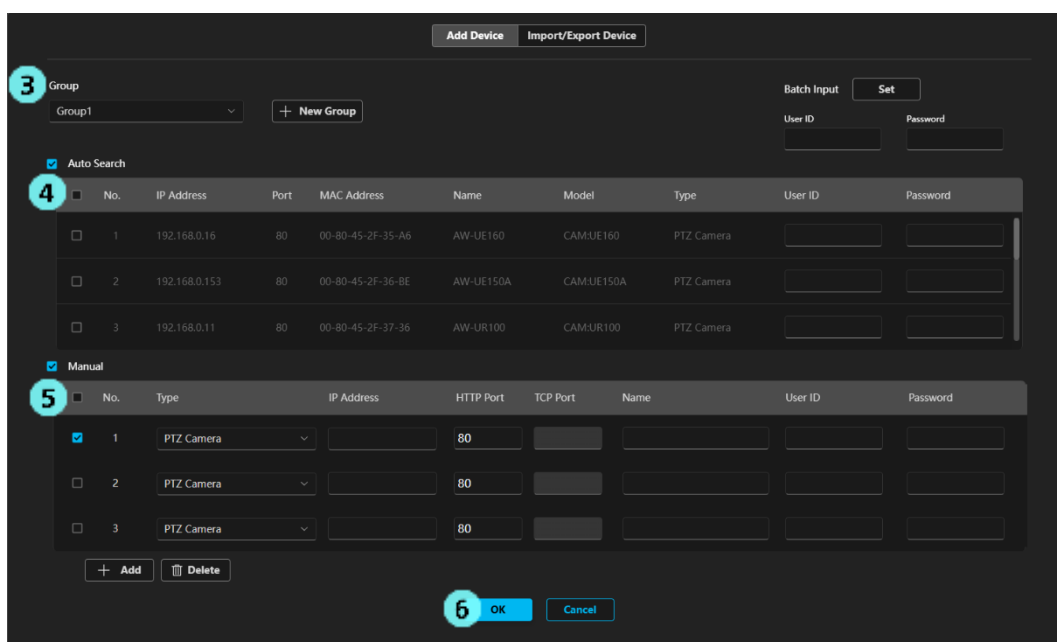 Add Device Import/Export Device
3 Group
Batch Input Set
Group1 + New Group
User ID Password
Auto Search
4 No. IP Address Port MAC Address Name Model Type User ID Password
1 192.168.0.16 80 00-80-45-2F-35-A6 AW-UE160 CAM:UE160 PTZ Camera
2 192.168.0.153 80 00-80-45-2F-36-BE AW-UE150A CAM:UE150A PTZ Camera
3 192.168.0.11 80 00-80-45-2F-37-36 AW-UR100 CAM:UR100 PTZ Camera
Manual
5 No. Type IP Address HTTP Port TCP Port Name User ID Password
1 PTZ Camera 80
2 PTZ Camera 80
3 PTZ Camera 80
+ Add Delete
6 OK Cancel